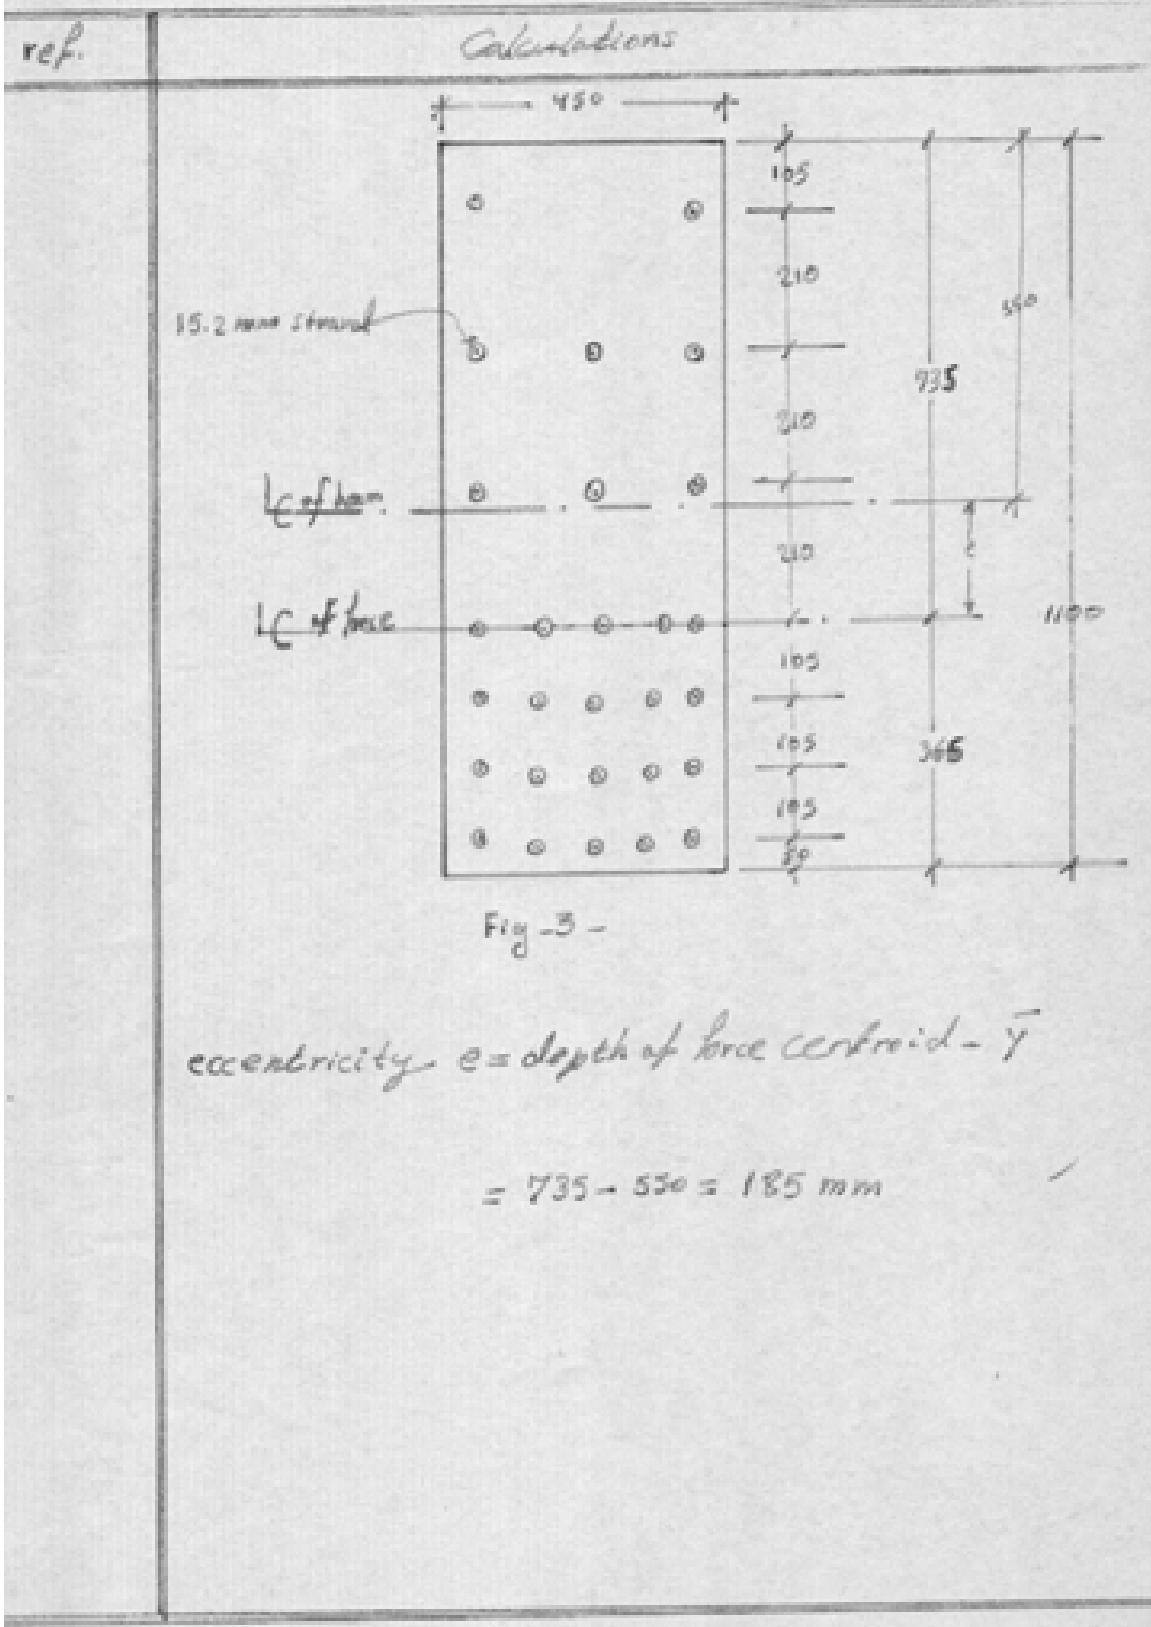 ref.
Calculations
450
105
210
550
15.2 mm strand
735
210
C of beam
210
e
C of force
1100
105
105
365
105
50
Fig -3-
eccentricity e = depth of force centroid - ȳ
= 735 - 550 = 185 mm